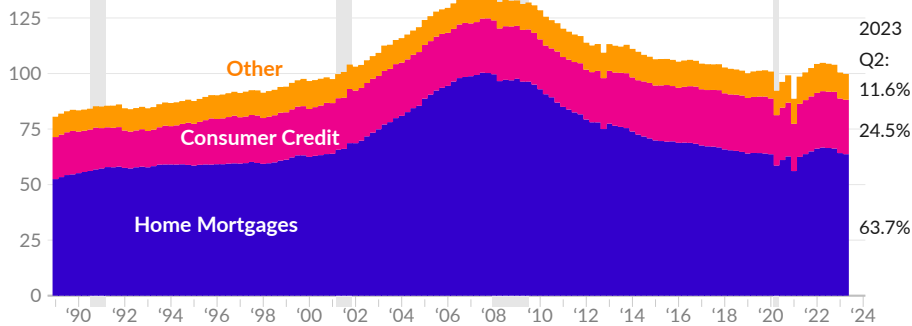 125
100
75
50
25
0
Other
Consumer Credit
Home Mortgages
2023
Q2:
11.6%
24.5%
63.7%
‘90 ‘92 ‘94 ‘96 ‘98 ‘00 ‘02 ‘04 ‘06 ‘08 ‘10 ‘12 ‘14 ‘16 ‘18 ‘20 ‘22 ‘24